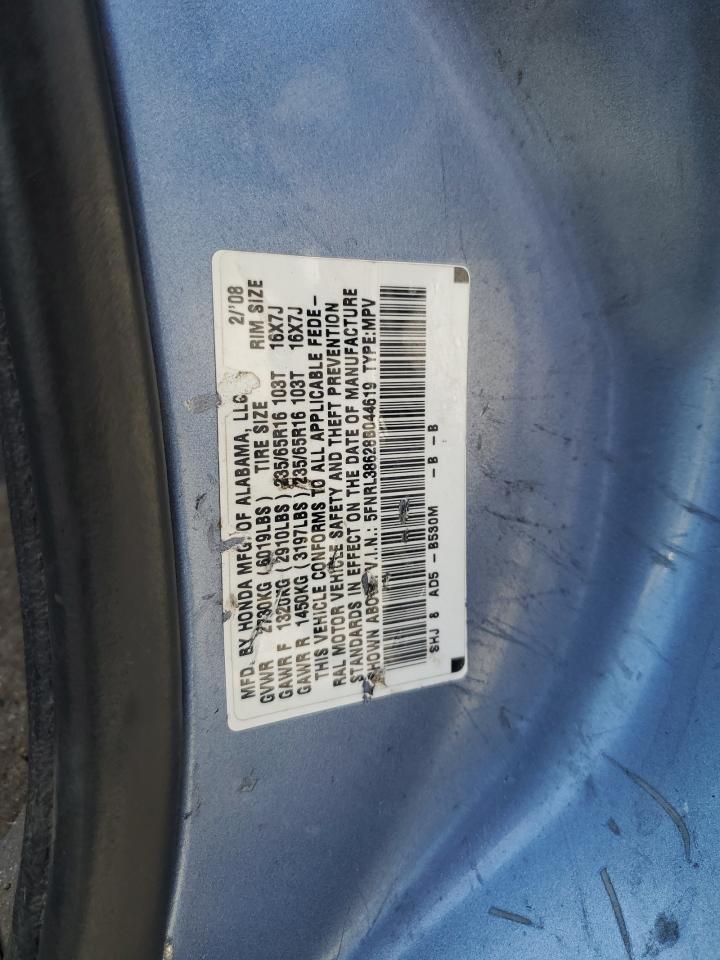 MFD. BY HONDA MFG OF ALABAMA, LLC 2/'08
GVWR 2730KG (6019LBS) TIRE SIZE RIM SIZE
GAWR F 1320KG (2910LBS) 235/65R16 103T 16X7J
GAWR R 1450KG (3197LBS) 235/65R16 103T 16X7J
THIS VEHICLE CONFORMS TO ALL APPLICABLE FEDE-
RAL MOTOR VEHICLE SAFETY AND THEFT PREVENTION
STANDARDS IN EFFECT ON THE DATE OF MANUFACTURE
SHOWN ABOVE. V.I.N.: 5FNRL38628B044619 TYPE:MPV
SHJ 8 AD5 - B530M - B - B